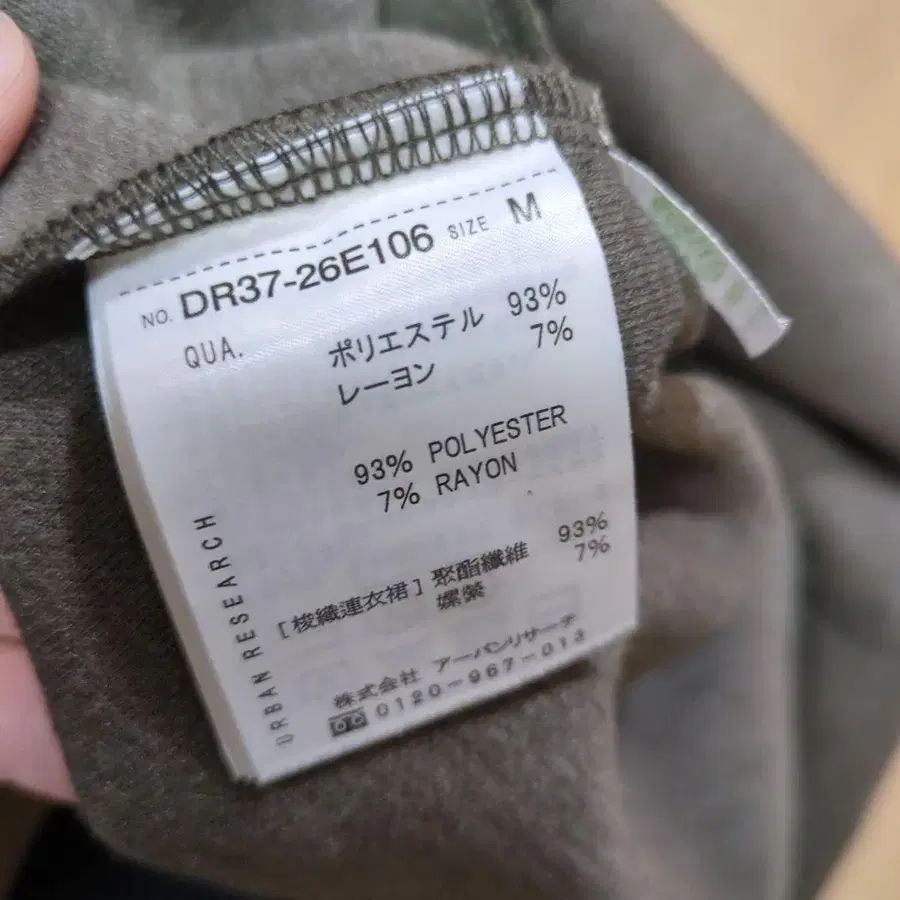 NO. DR37-26E106 SIZE M
QUA. ポリエステル 93%
レーヨン 7%
93% POLYESTER
7% RAYON
[梭織連衣裙] 聚酯纖維 93%
嫘縈 7%
株式会社 アーバンリサーチ
0120-967-013
URBAN RESEARCH